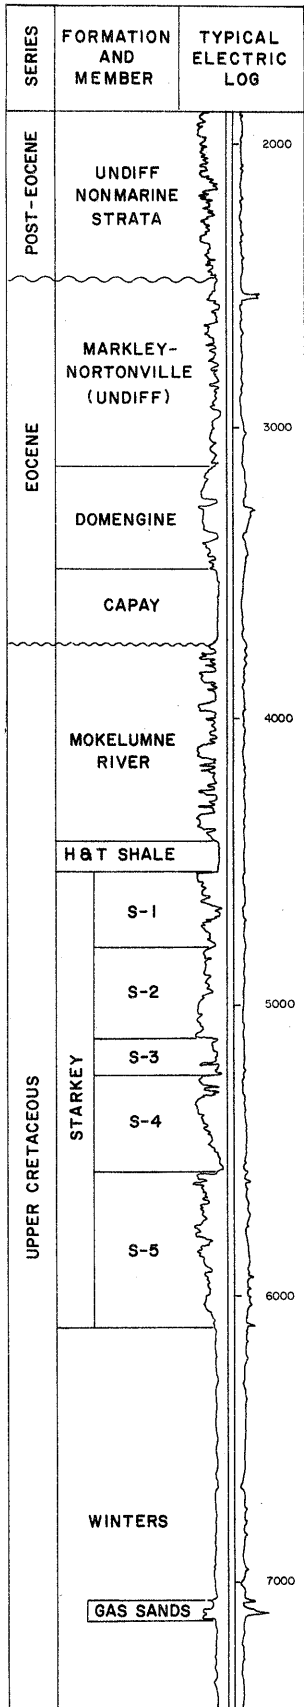 SERIES
FORMATION
AND
MEMBER
TYPICAL
ELECTRIC
LOG
POST-EOCENE
UNDIFF
NONMARINE
STRATA
2000
EOCENE
MARKLEY-
NORTONVILLE
(UNDIFF)
3000
DOMENGINE
CAPAY
UPPER CRETACEOUS
MOKELUMNE
RIVER
4000
H&T SHALE
STARKEY
S-1
S-2
5000
S-3
S-4
S-5
6000
WINTERS
7000
GAS SANDS